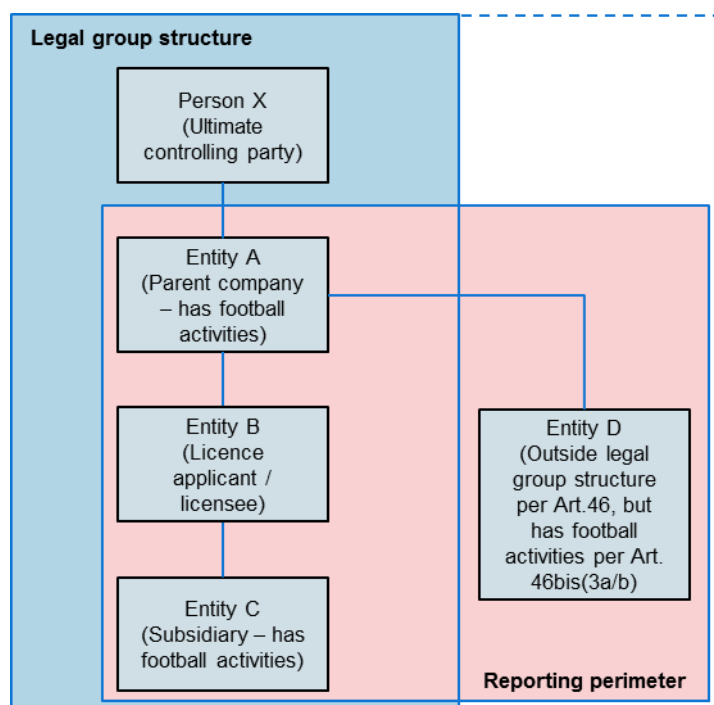 Legal group structure
Person X
(Ultimate
controlling party)
Entity A
(Parent company
– has football
activities)
Entity B
(Licence
applicant /
licensee)
Entity C
(Subsidiary – has
football activities)
Entity D
(Outside legal
group structure
per Art.46, but
has football
activities per Art.
46bis(3a/b)
Reporting perimeter